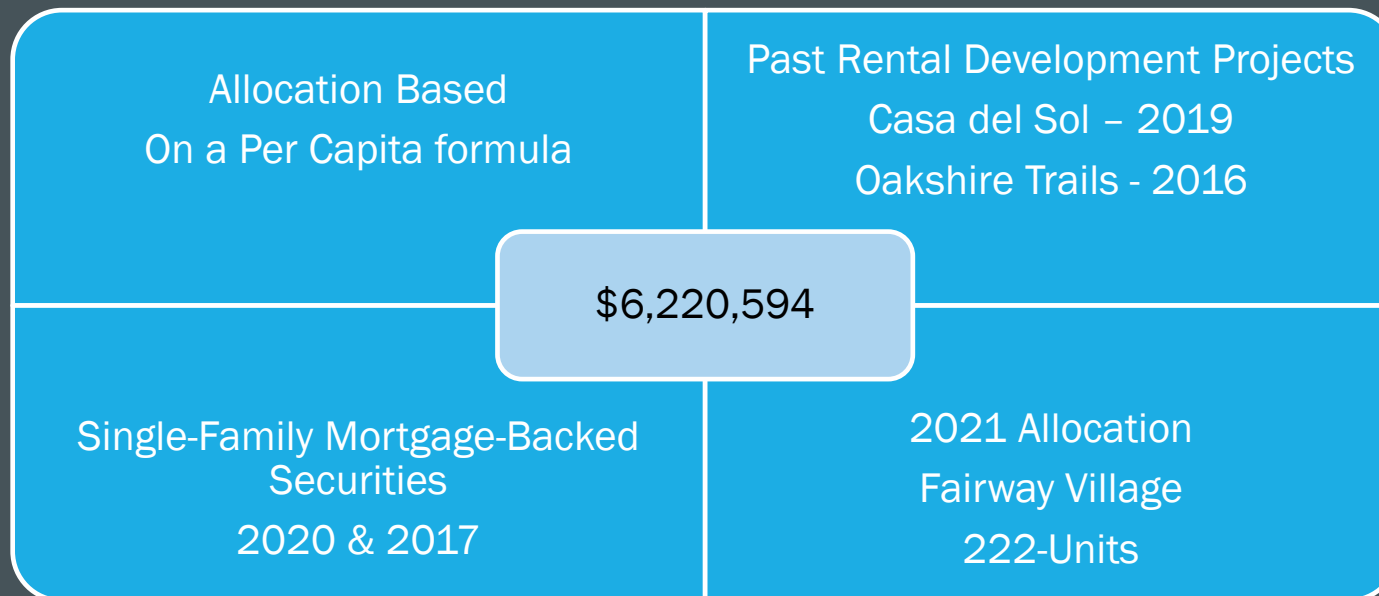 Allocation Based
On a Per Capita formula
Past Rental Development Projects
Casa del Sol – 2019
Oakshire Trails - 2016
$6,220,594
Single-Family Mortgage-Backed
Securities
2020 & 2017
2021 Allocation
Fairway Village
222-Units